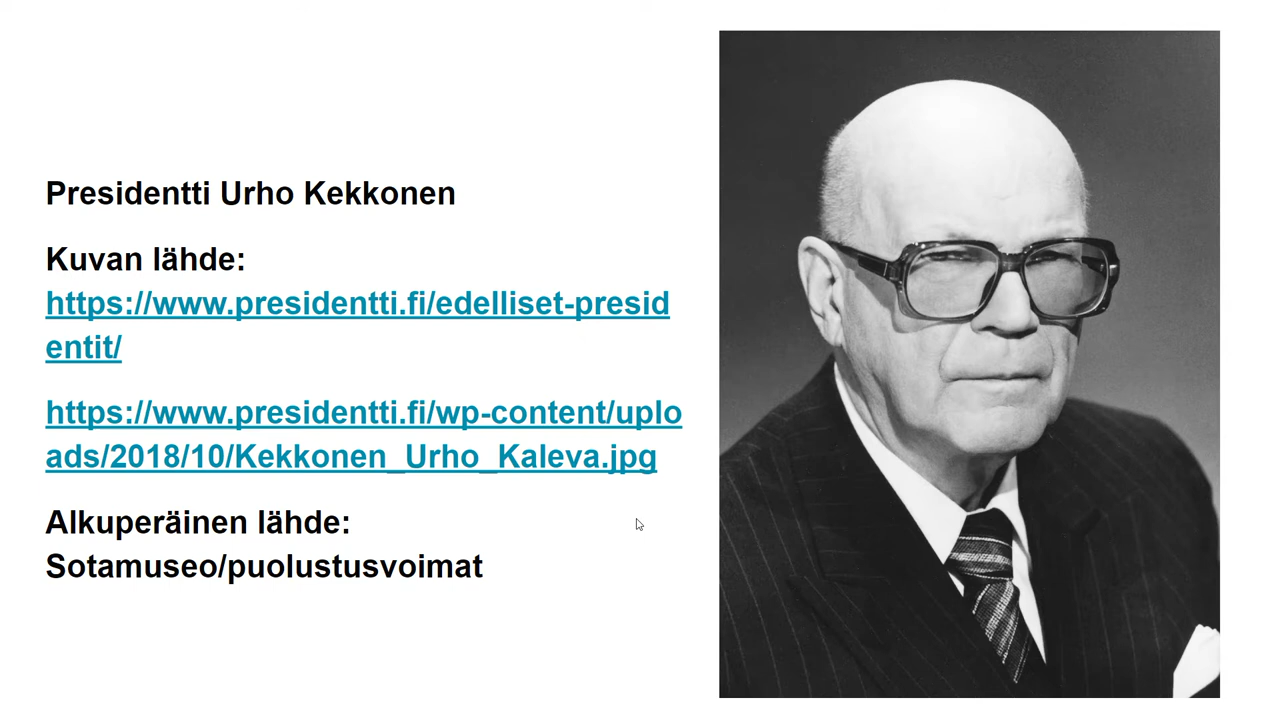 Presidentti Urho Kekkonen
Kuvan lähde:
https://www.presidentti.fi/edelliset-presid
entit/
https://www.presidentti.fi/wp-content/uplo
ads/2018/10/Kekkonen_Urho_Kaleva.jpg
Alkuperäinen lähde:
Sotamuseo/puolustusvoimat